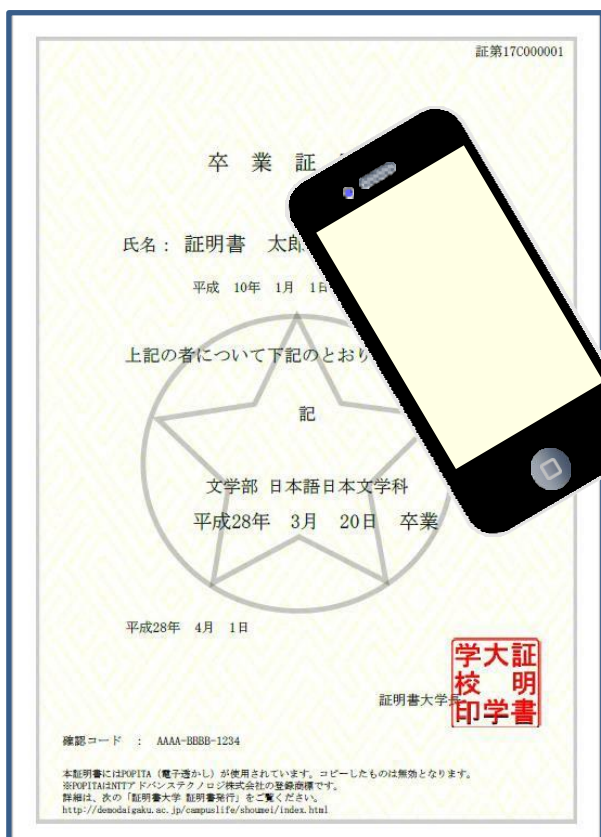 証第17C000001
卒 業 証
氏名： 証明書 太郎
平成 10年 1月 1日
上記の者について下記のとおり
記
文学部 日本語日本文学科
平成28年 3月 20日 卒業
平成28年 4月 1日
証明書大学長
証明書大学学校印
確認コード ： AAAA-BBBB-1234
本証明書にはPOPITA（電子透かし）が使用されています。コピーしたものは無効となります。
※POPITAはNTTアドバンステクノロジ株式会社の登録商標です。
詳細は、次の「証明書大学 証明書発行」をご覧ください。
http://demodaigaku.ac.jp/campuslife/shoumei/index.html